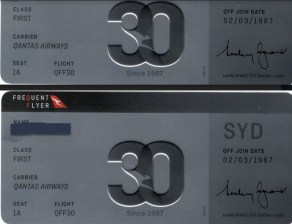 CLASS
FIRST
CARRIER
QANTAS AIRWAYS
SEAT FLIGHT
1A QFF30
30
Since 1987
QFF JOIN DATE
02/03/1987
FREQUENT
FLYER
NAME
CLASS
FIRST
CARRIER
QANTAS AIRWAYS
SEAT FLIGHT
1A QFF30
30
Since 1987
SYD
QFF JOIN DATE
02/03/1987